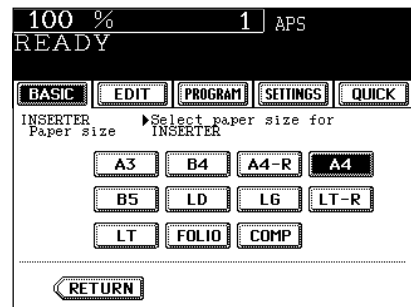 100 % 1 APS
READY
BASIC EDIT PROGRAM SETTINGS QUICK
INSERTER ▶Select paper size for
Paper size INSERTER
A3 B4 A4-R A4
B5 LD LG LT-R
LT FOLIO COMP
RETURN